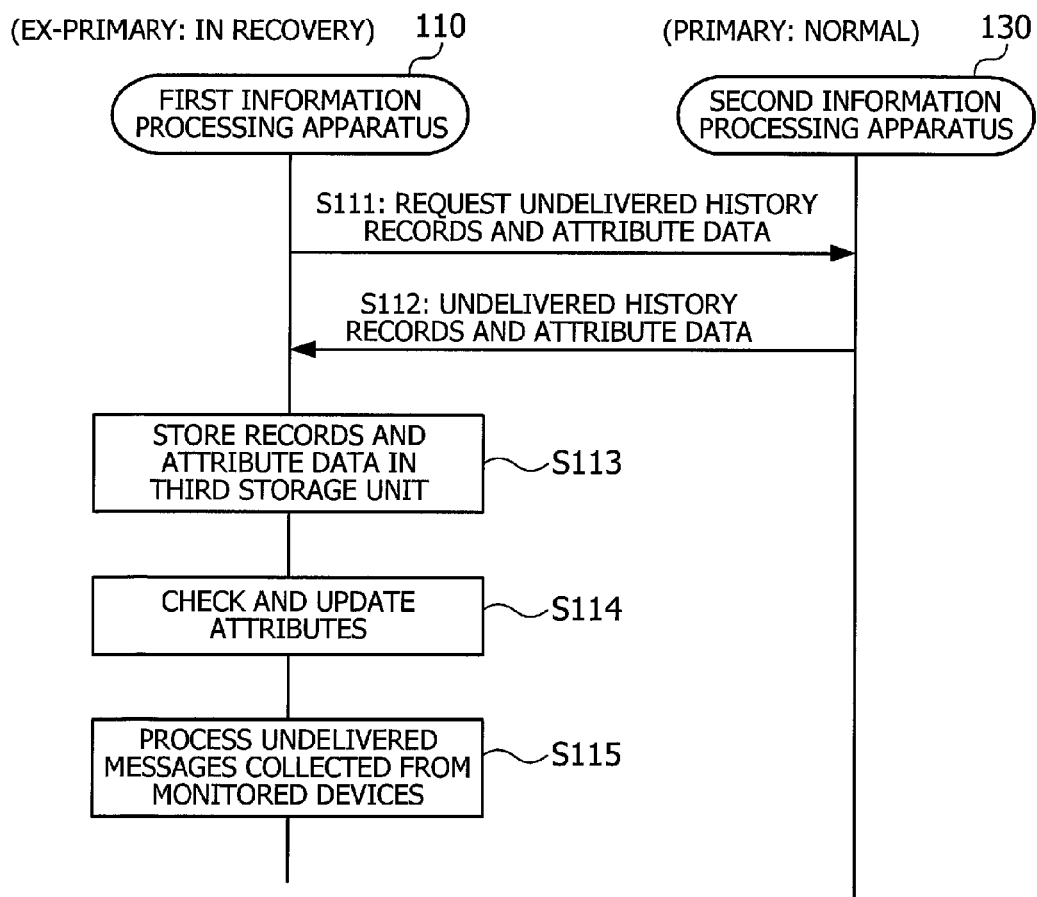 (EX-PRIMARY: IN RECOVERY)
110
(PRIMARY: NORMAL)
130
FIRST INFORMATION
PROCESSING APPARATUS
SECOND INFORMATION
PROCESSING APPARATUS
S111: REQUEST UNDELIVERED HISTORY
RECORDS AND ATTRIBUTE DATA
S112: UNDELIVERED HISTORY
RECORDS AND ATTRIBUTE DATA
STORE RECORDS AND
ATTRIBUTE DATA IN
THIRD STORAGE UNIT
S113
CHECK AND UPDATE
ATTRIBUTES
S114
PROCESS UNDELIVERED
MESSAGES COLLECTED FROM
MONITORED DEVICES
S115